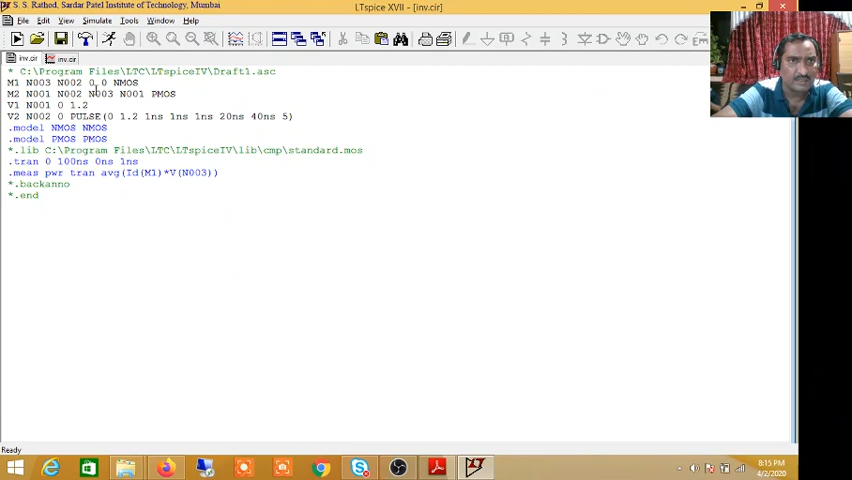 Dr S. S. Rathod, Sardar Patel Institute of Technology, Mumbai
LTspice XVII - [inv.cir]
File Edit View Simulate Tools Window Help
inv.cir inv.cir
* C:\Program Files\LTC\LTspiceIV\Draft1.asc
M1 N003 N002 0 0 NMOS
M2 N001 N002 N003 N001 PMOS
V1 N001 0 1.2
V2 N002 0 PULSE(0 1.2 1ns 1ns 1ns 20ns 40ns 5)
.model NMOS NMOS
.model PMOS PMOS
*.lib C:\Program Files\LTC\LTspiceIV\lib\cmp\standard.mos
.tran 0 100ns 0ns 1ns
.meas pwr tran avg(Id(M1)*V(N003))
*.backanno
*.end
Ready
8:15 PM
4/2/2020